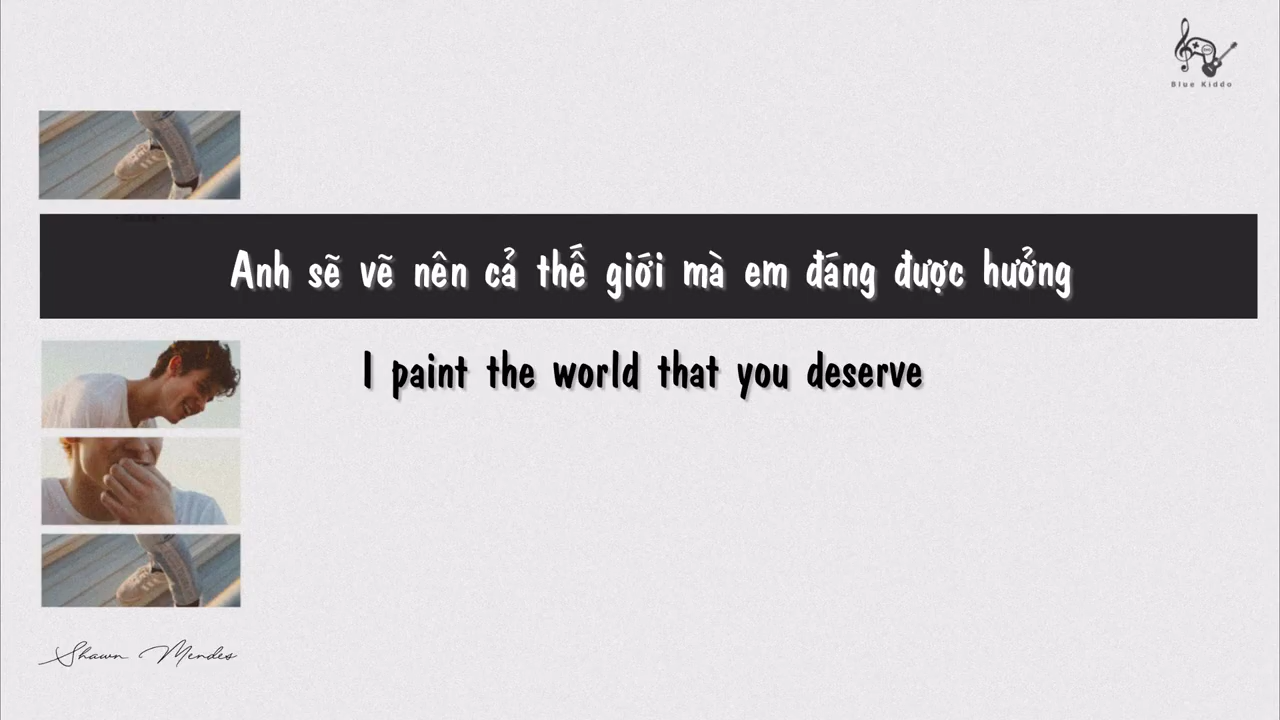 Blue Kiddo
Anh sẽ vẽ nên cả thế giới mà em đáng được hưởng
I paint the world that you deserve
Shawn Mendes